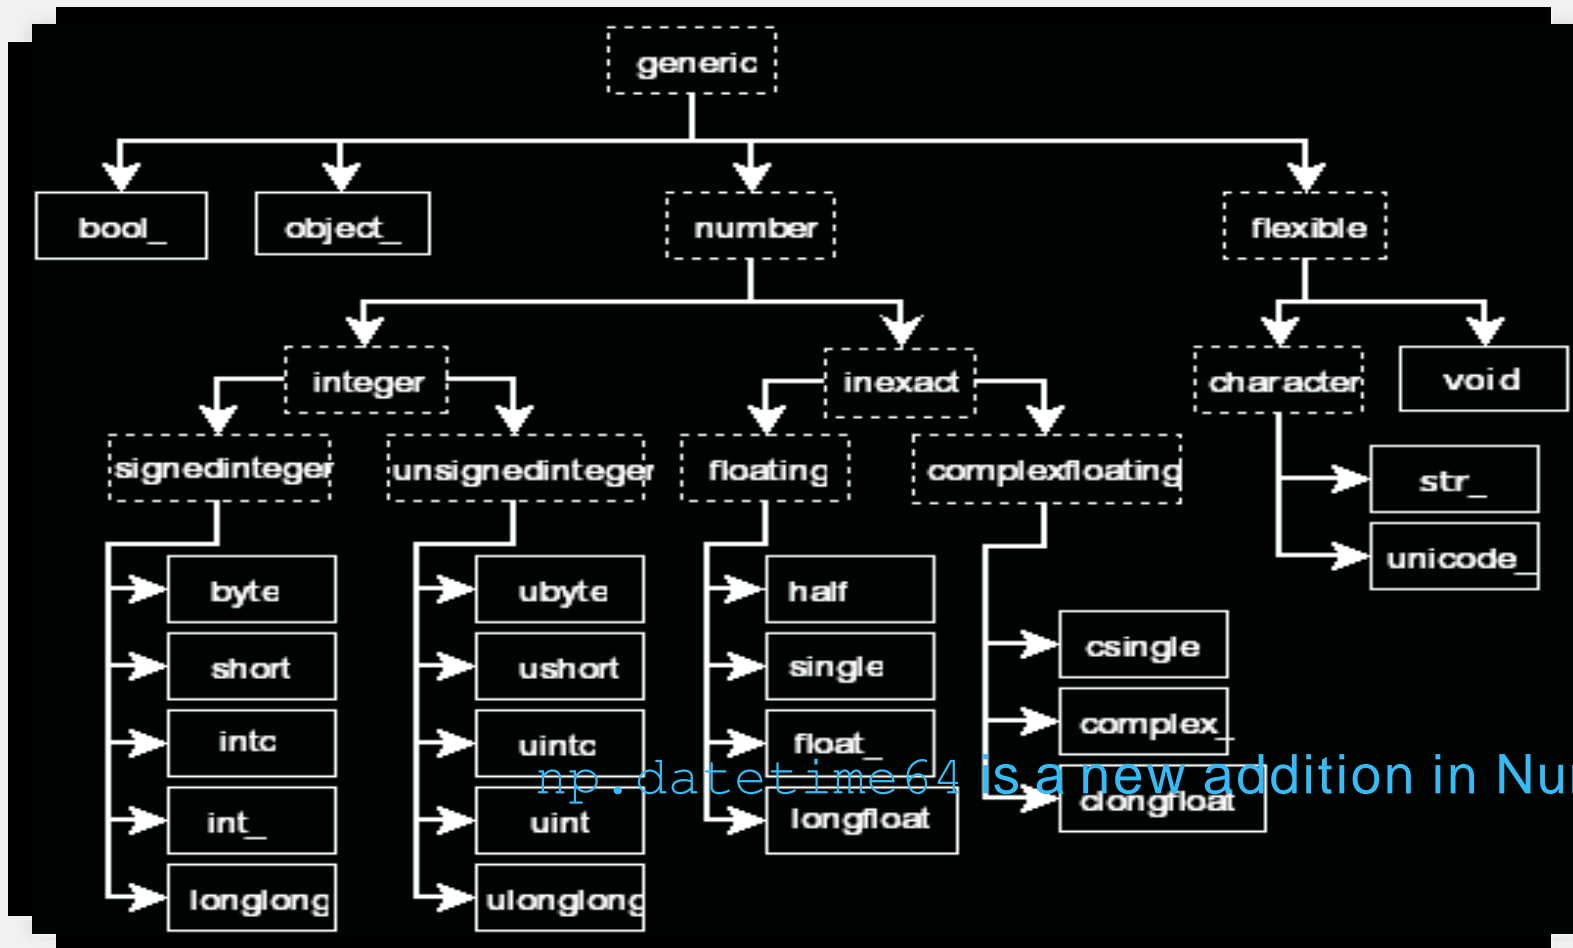 generic
bool_
object_
number
flexible
integer
inexact
character
void
signedinteger
unsignedinteger
floating
complexfloating
str_
unicode_
byte
ubyte
half
short
ushort
single
csingle
intc
uintc
float_
complex_
np.datetime64 is a new addition in
int_
uint
longfloat
clongfloat
longlong
ulonglong